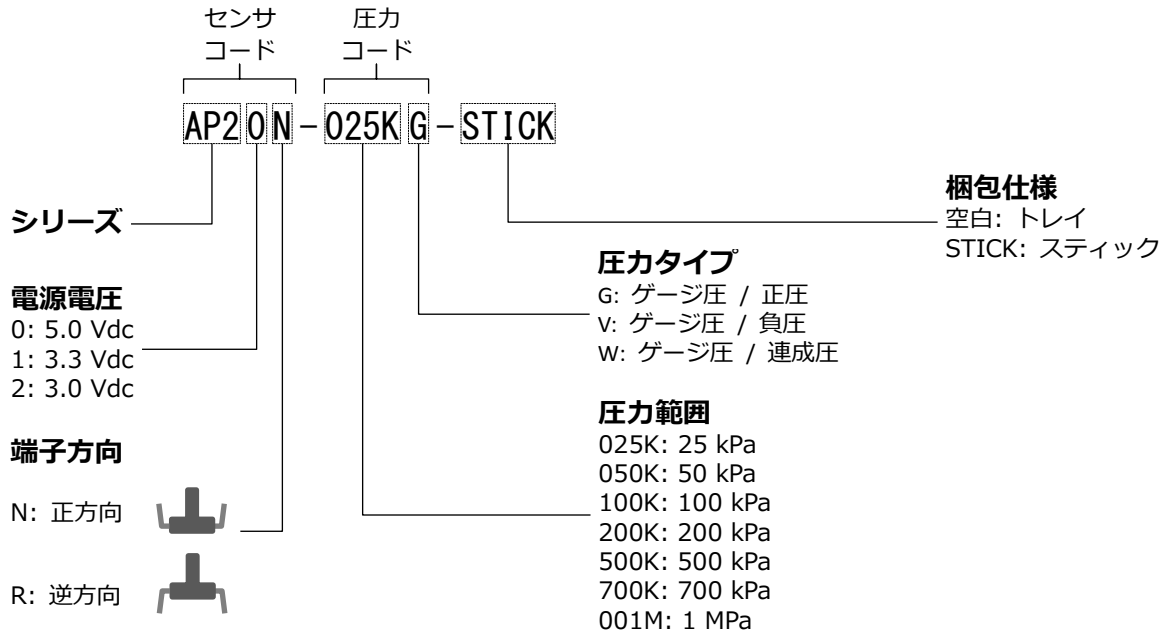 センサ
コード
圧力
コード
AP20N-025KG-STICK
シリーズ
電源電圧
0: 5.0 Vdc
1: 3.3 Vdc
2: 3.0 Vdc
端子方向
N: 正方向
R: 逆方向
圧力タイプ
G: ゲージ圧 / 正圧
V: ゲージ圧 / 負圧
W: ゲージ圧 / 連成圧
圧力範囲
025K: 25 kPa
050K: 50 kPa
100K: 100 kPa
200K: 200 kPa
500K: 500 kPa
700K: 700 kPa
001M: 1 MPa
梱包仕様
空白: トレイ
STICK: スティック